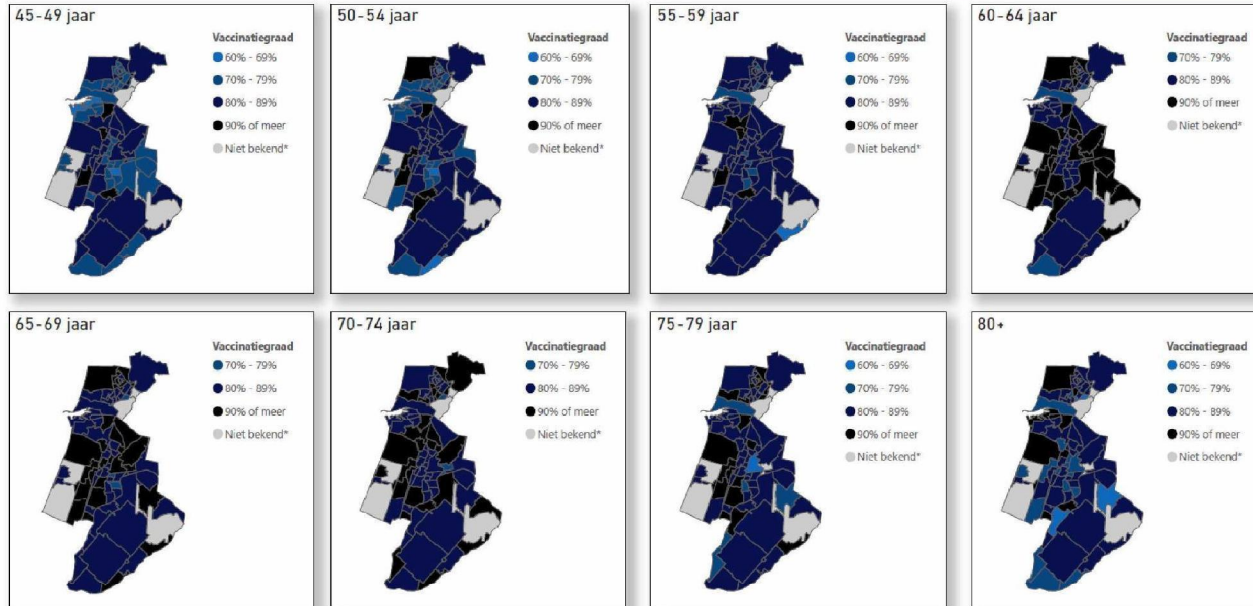 45-49 jaar
Vaccinatiegraad
60% - 69%
70% - 79%
80% - 89%
90% of meer
Niet bekend*
50-54 jaar
Vaccinatiegraad
60% - 69%
70% - 79%
80% - 89%
90% of meer
Niet bekend*
55-59 jaar
Vaccinatiegraad
60% - 69%
70% - 79%
80% - 89%
90% of meer
Niet bekend*
60-64 jaar
Vaccinatiegraad
70% - 79%
80% - 89%
90% of meer
Niet bekend*
65-69 jaar
Vaccinatiegraad
70% - 79%
80% - 89%
90% of meer
Niet bekend*
70-74 jaar
Vaccinatiegraad
70% - 79%
80% - 89%
90% of meer
Niet bekend*
75-79 jaar
Vaccinatiegraad
60% - 69%
70% - 79%
80% - 89%
90% of meer
Niet bekend*
80+
Vaccinatiegraad
60% - 69%
70% - 79%
80% - 89%
90% of meer
Niet bekend*